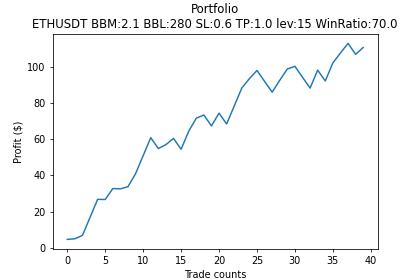 Portfolio
ETHUSDT BBM:2.1 BBL:280 SL:0.6 TP:1.0 lev:15 WinRatio:70.0
100
80
60
40
20
0
Profit ($)
0 5 10 15 20 25 30 35 40
Trade counts